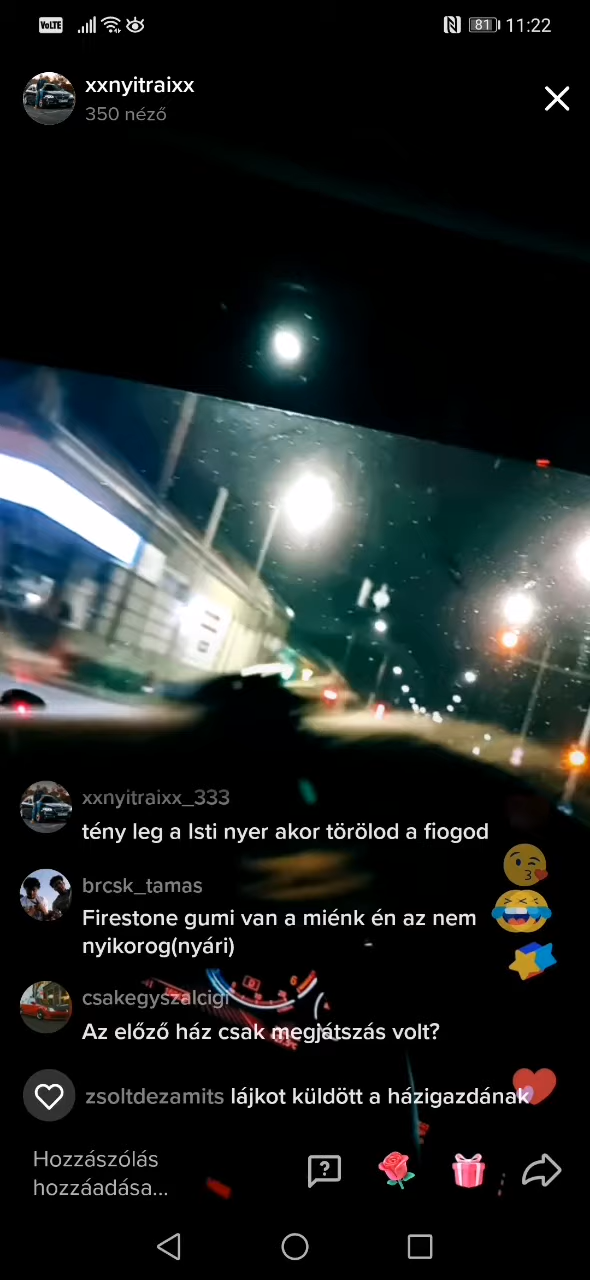 VoLTE
81
11:22
xxnyitraixx
350 néző
xxnyitraixx_333
tény leg a Isti nyer akor törölod a fiogod
brcsk_tamas
Firestone gumi van a miénk én az nem
nyikorog(nyári)
csakegyszalcigi
Az előző ház csak megjátszás volt?
zsoltdezamits lájkot küldött a házigazdának
Hozzászólás
hozzáadása...